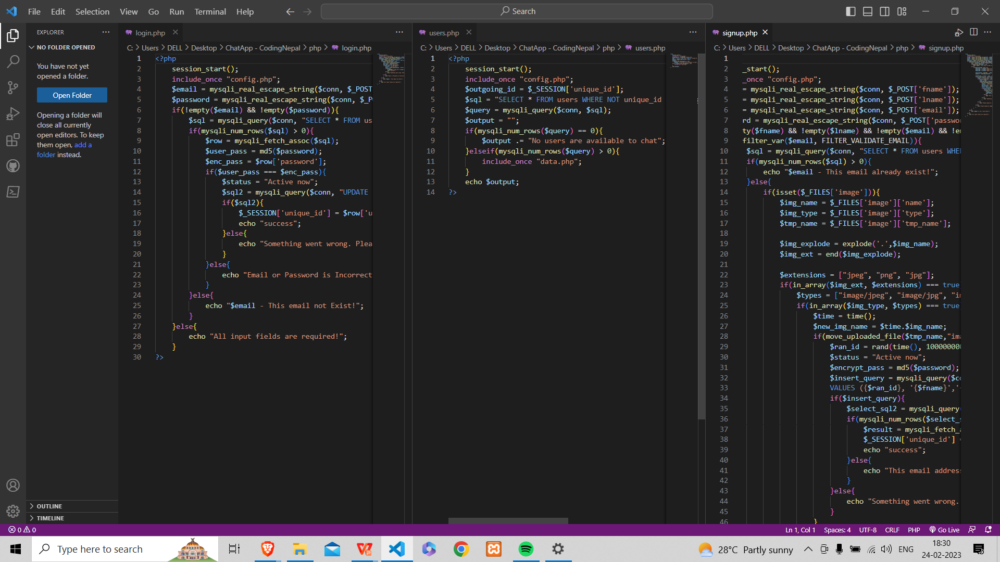 File Edit Selection View Go Run Terminal Help
Search
EXPLORER
NO FOLDER OPENED
You have not yet
opened a folder.
Open Folder
Opening a folder will
close all currently
open editors. To keep
them open, add a
folder instead.
OUTLINE
TIMELINE
login.php
C: > Users > DELL > Desktop > ChatApp - CodingNepal > php > login.php
1 <?php
2 session_start();
3 include_once "config.php";
4 $email = mysqli_real_escape_string($conn, $_POST
5 $password = mysqli_real_escape_string($conn, $_P
6 if(!empty($email) && !empty($password)){
7 $sql = mysqli_query($conn, "SELECT * FROM us
8 if(mysqli_num_rows($sql) > 0){
9 $row = mysqli_fetch_assoc($sql);
10 $user_pass = md5($password);
11 $enc_pass = $row['password'];
12 if($user_pass === $enc_pass){
13 $status = "Active now";
14 $sql2 = mysqli_query($conn, "UPDATE
15 if($sql2){
16 $_SESSION['unique_id'] = $row['u
17 echo "success";
18 }else{
19 echo "Something went wrong. Plea
20 }
21 }else{
22 echo "Email or Password is Incorrect
23 }
24 }else{
25 echo "$email - This email not Exist!";
26 }
27 }else{
28 echo "All input fields are required!";
29 }
30 ?>
users.php
C: > Users > DELL > Desktop > ChatApp - CodingNepal > php > users.php
1 <?php
2 session_start();
3 include_once "config.php";
4 $outgoing_id = $_SESSION['unique_id'];
5 $sql = "SELECT * FROM users WHERE NOT unique_id
6 $query = mysqli_query($conn, $sql);
7 $output = "";
8 if(mysqli_num_rows($query) == 0){
9 $output .= "No users are available to chat";
10 }elseif(mysqli_num_rows($query) > 0){
11 include_once "data.php";
12 }
13 echo $output;
14 ?>
signup.php
C: > Users > DELL > Desktop > ChatApp - CodingNepal > php > signup.php
1
2 _start();
3 _once "config.php";
4 = mysqli_real_escape_string($conn, $_POST['fname']);
5 = mysqli_real_escape_string($conn, $_POST['lname']);
6 = mysqli_real_escape_string($conn, $_POST['email']);
7 rd = mysqli_real_escape_string($conn, $_POST['passwor
8 ty($fname) && !empty($lname) && !empty($email) && !em
9 filter_var($email, FILTER_VALIDATE_EMAIL)){
10 $sql = mysqli_query($conn, "SELECT * FROM users WHE
11 if(mysqli_num_rows($sql) > 0){
12 echo "$email - This email already exist!";
13 }else{
14 if(isset($_FILES['image'])){
15 $img_name = $_FILES['image']['name'];
16 $img_type = $_FILES['image']['type'];
17 $tmp_name = $_FILES['image']['tmp_name'];
18
19 $img_explode = explode('.',$img_name);
20 $img_ext = end($img_explode);
21
22 $extensions = ["jpeg", "png", "jpg"];
23 if(in_array($img_ext, $extensions) === true
24 $types = ["image/jpeg", "image/jpg", "im
25 if(in_array($img_type, $types) === true
26 $time = time();
27 $new_img_name = $time.$img_name;
28 if(move_uploaded_file($tmp_name,"ima
29 $ran_id = rand(time(), 100000000
30 $status = "Active now";
31 $encrypt_pass = md5($password);
32 $insert_query = mysqli_query($co
33 VALUES ({$ran_id}, '{$fname}','
34 if($insert_query){
35 $select_sql2 = mysqli_query
36 if(mysqli_num_rows($select_s
37 $result = mysqli_fetch_a
38 $_SESSION['unique_id'] =
39 echo "success";
40 }else{
41 echo "This email address
42 }
43 }else{
44 echo "Something went wrong.
45 }
46 }
0 0
Ln 1, Col 1 Spaces: 4 UTF-8 CRLF PHP Go Live
Type here to search
28°C Partly sunny
ENG
18:30
24-02-2023